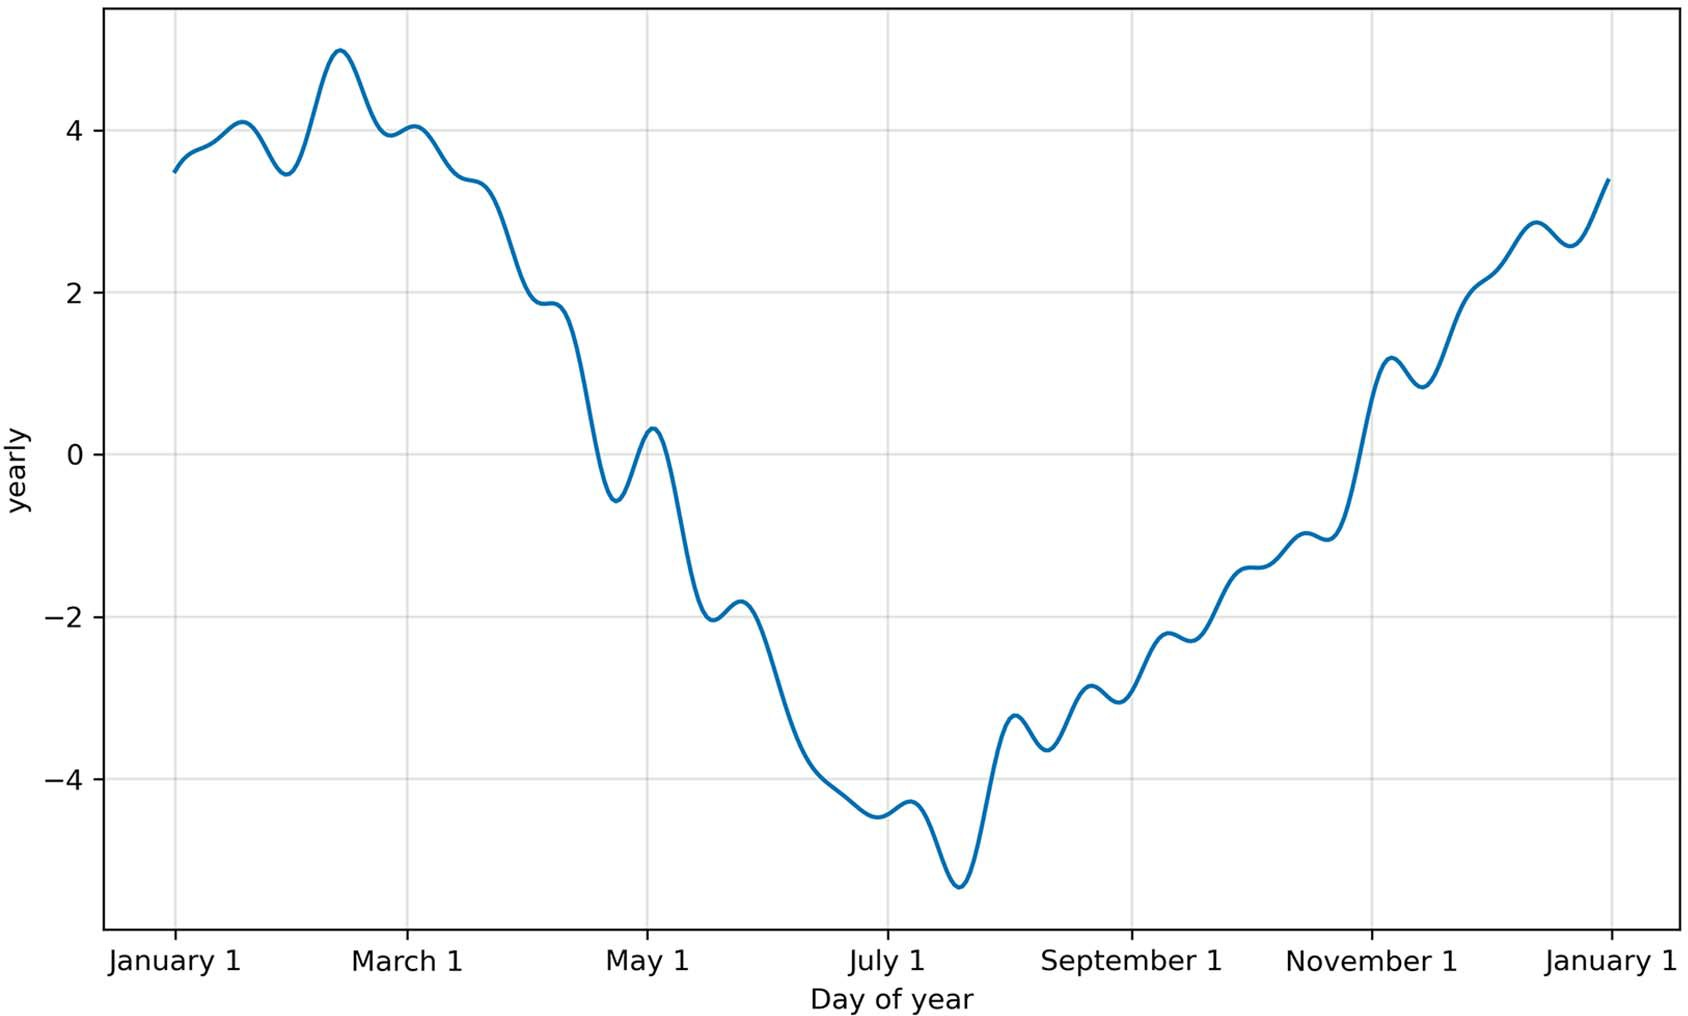 4
2
0
−2
−4
yearly
January 1
March 1
May 1
July 1
September 1
November 1
January 1
Day of year